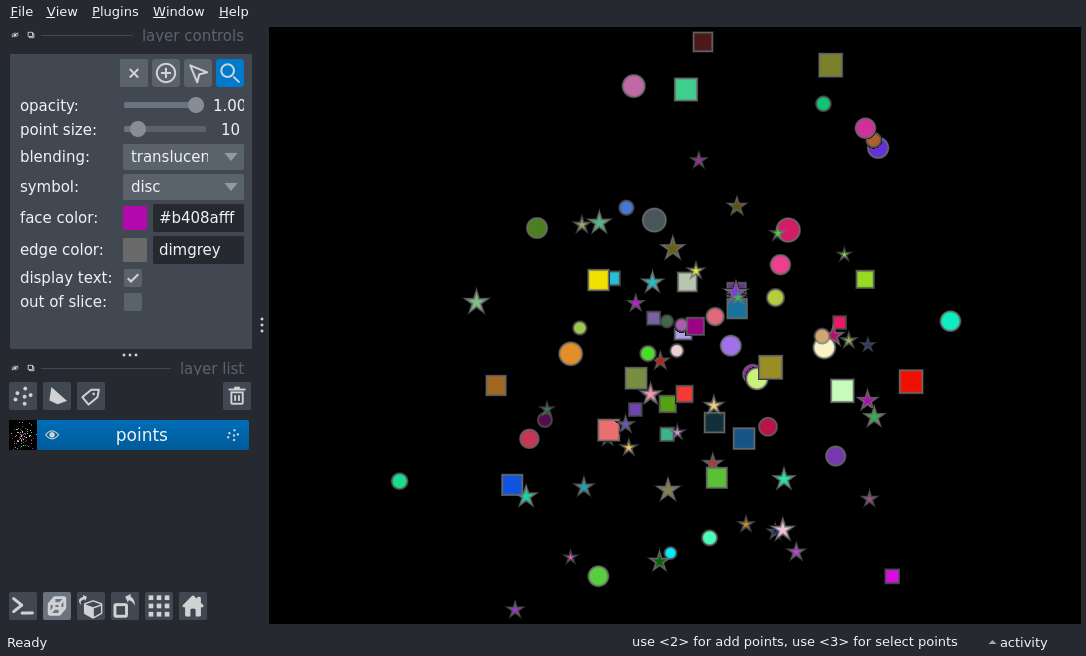 File View Plugins Window Help
layer controls
opacity: 1.00
point size: 10
blending: translucen
symbol: disc
face color: #b408afff
edge color: dimgrey
display text:
out of slice:
layer list
points
Ready
use <2> for add points, use <3> for select points
activity